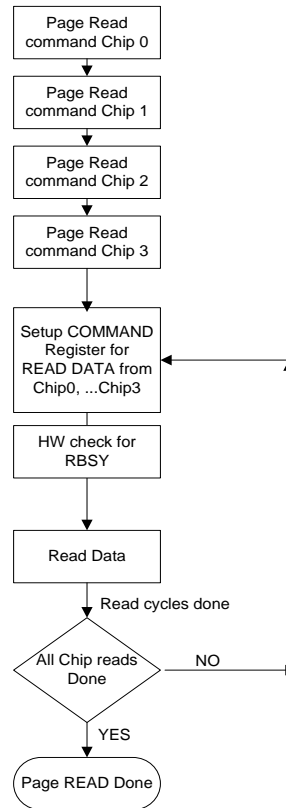 Page Read
command Chip 0
Page Read
command Chip 1
Page Read
command Chip 2
Page Read
command Chip 3
Setup COMMAND
Register for
READ DATA from
Chip0, ...Chip3
HW check for
RBSY
Read Data
Read cycles done
All Chip reads
Done
NO
YES
Page READ Done